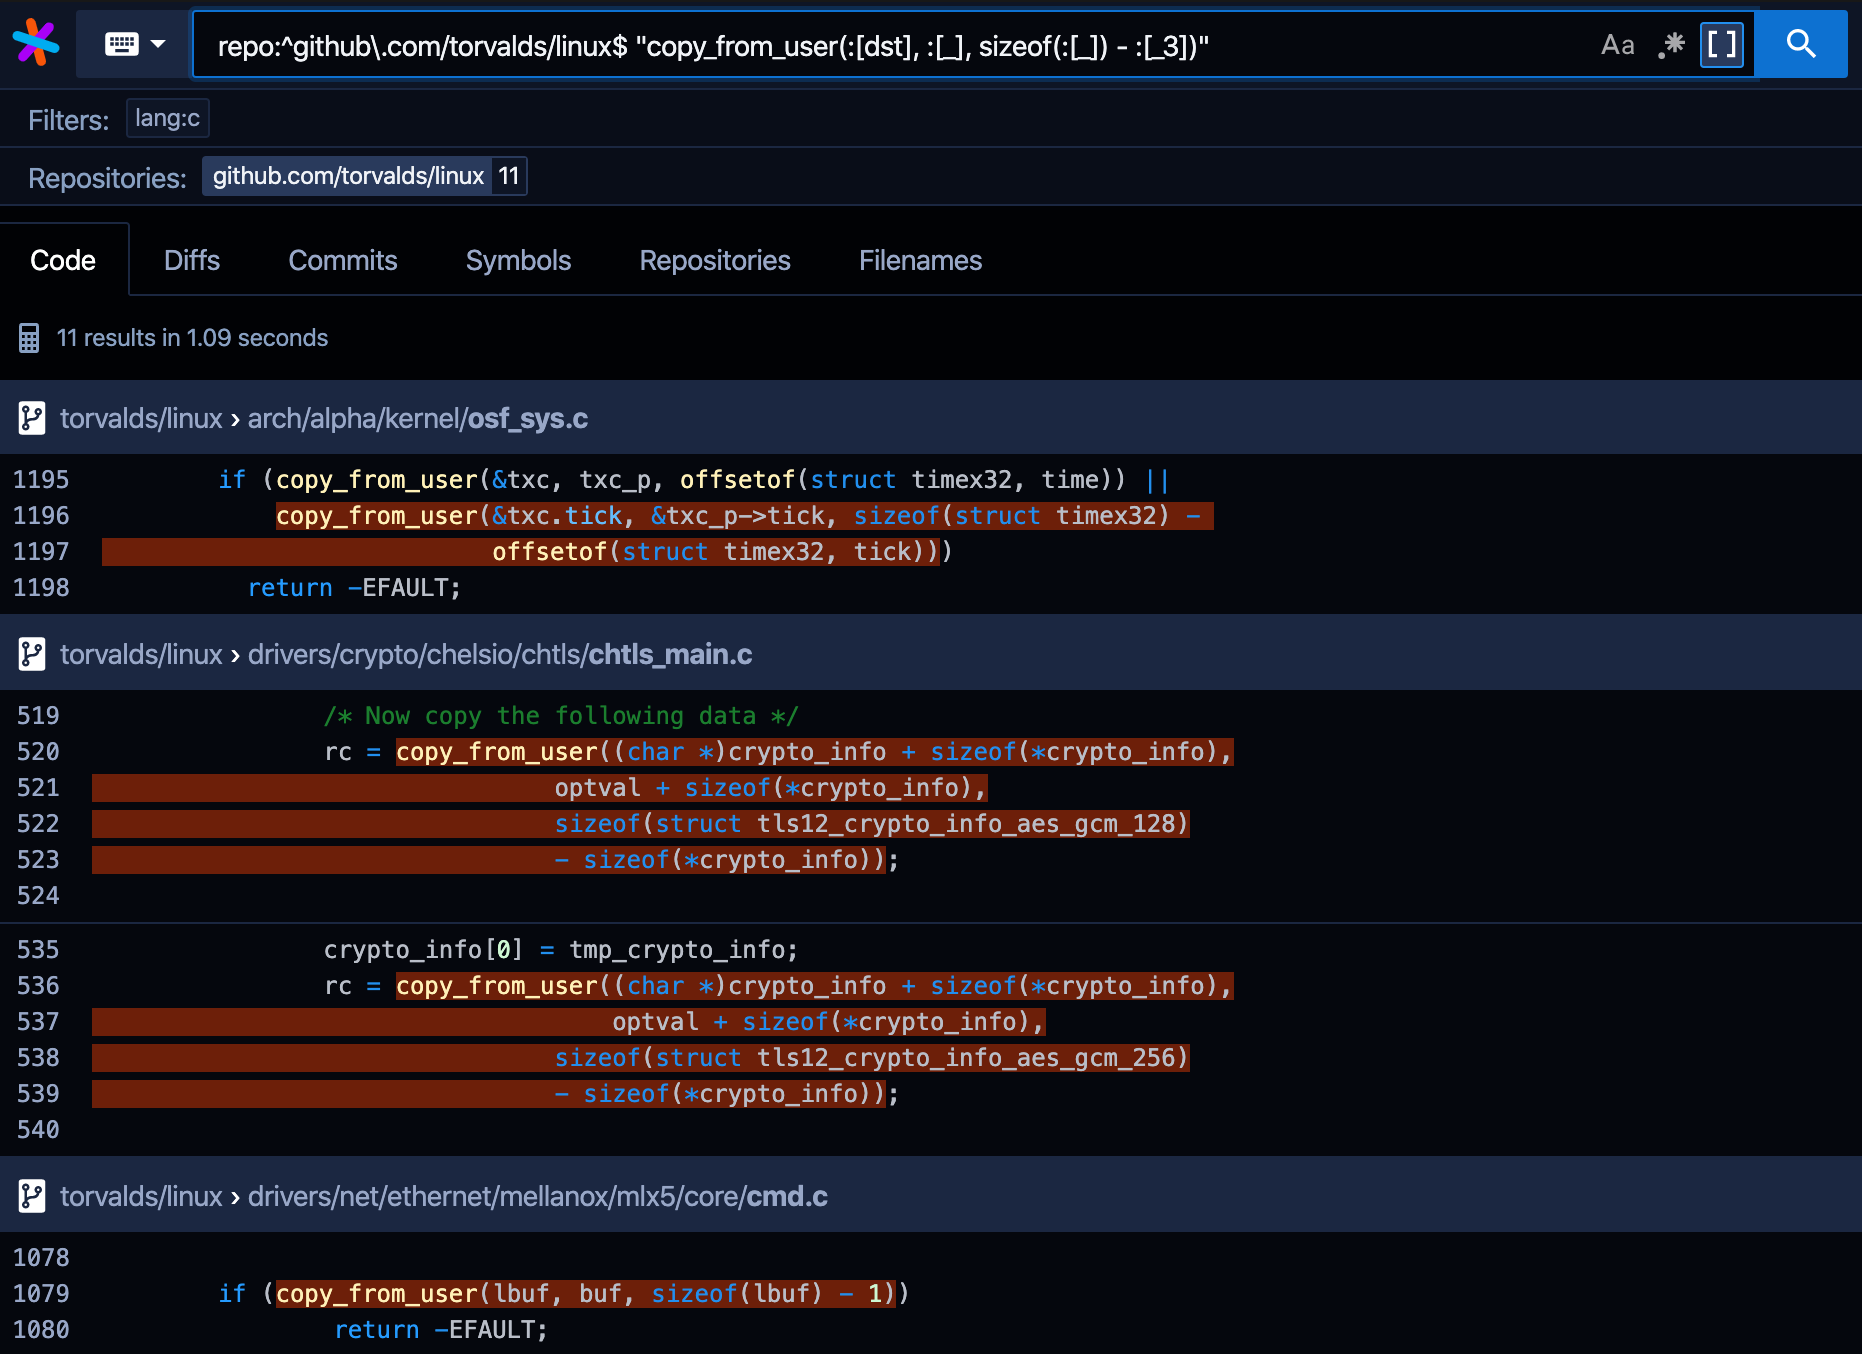 repo:^github\.com/torvalds/linux$ "copy_from_user(:[dst], :[_], sizeof(:[_]) - :[_3])"
Aa .* [ ]
Filters: lang:c
Repositories: github.com/torvalds/linux 11
Code Diffs Commits Symbols Repositories Filenames
11 results in 1.09 seconds
torvalds/linux › arch/alpha/kernel/osf_sys.c
1195 if (copy_from_user(&txc, txc_p, offsetof(struct timex32, time)) ||
1196 copy_from_user(&txc.tick, &txc_p->tick, sizeof(struct timex32) -
1197 offsetof(struct timex32, tick)))
1198 return -EFAULT;
torvalds/linux › drivers/crypto/chelsio/chtls/chtls_main.c
519 /* Now copy the following data */
520 rc = copy_from_user((char *)crypto_info + sizeof(*crypto_info),
521 optval + sizeof(*crypto_info),
522 sizeof(struct tls12_crypto_info_aes_gcm_128)
523 - sizeof(*crypto_info));
524
535 crypto_info[0] = tmp_crypto_info;
536 rc = copy_from_user((char *)crypto_info + sizeof(*crypto_info),
537 optval + sizeof(*crypto_info),
538 sizeof(struct tls12_crypto_info_aes_gcm_256)
539 - sizeof(*crypto_info));
540
torvalds/linux › drivers/net/ethernet/mellanox/mlx5/core/cmd.c
1078
1079 if (copy_from_user(lbuf, buf, sizeof(lbuf) - 1))
1080 return -EFAULT;